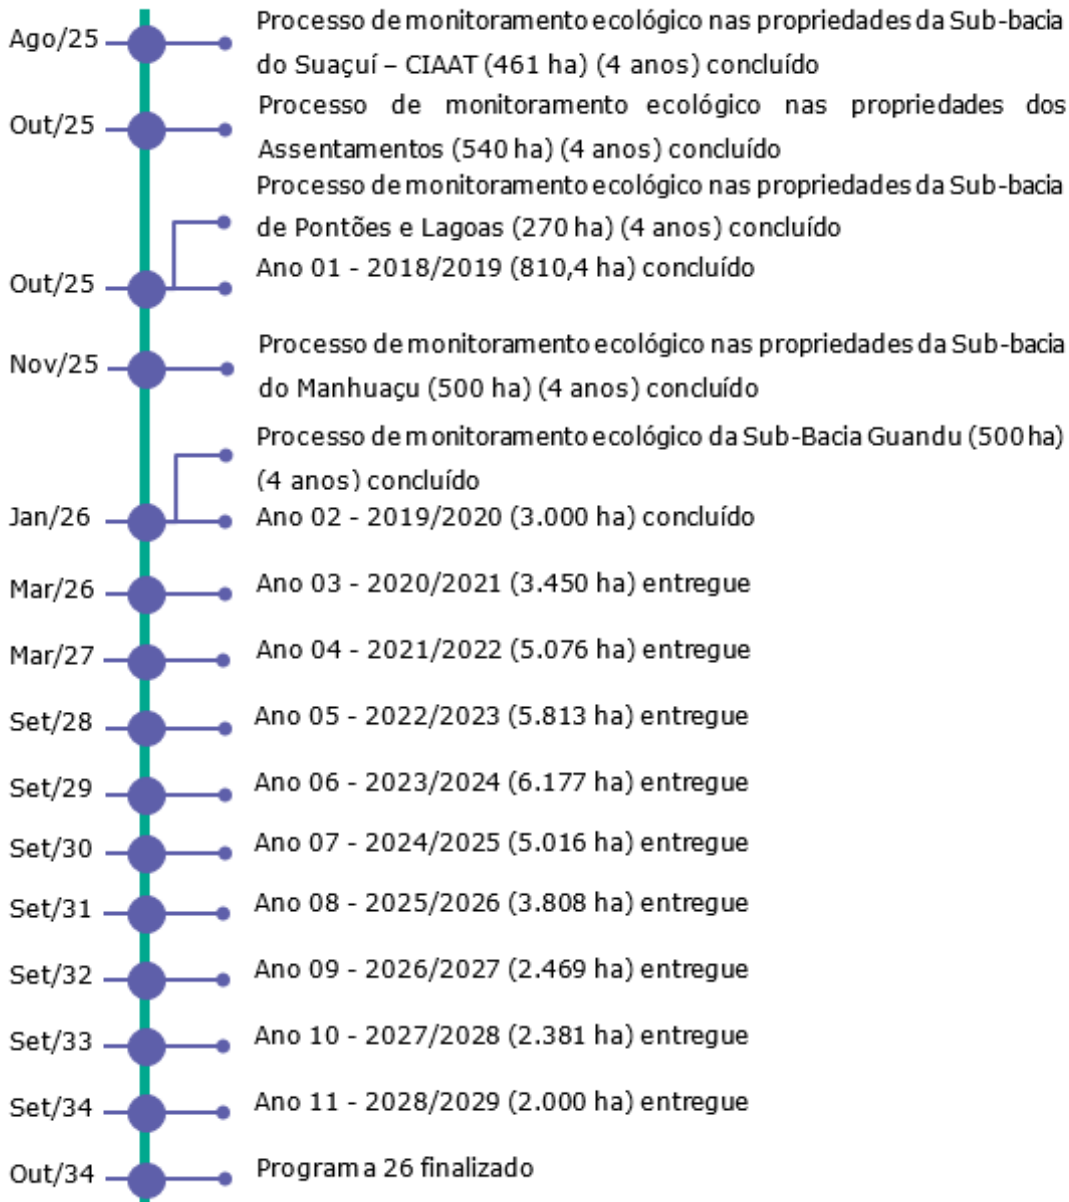 Ago/25
Processo de monitoramento ecológico nas propriedades da Sub-bacia
do Suaçuí – CIAAT (461 ha) (4 anos) concluído
Out/25
Processo de monitoramento ecológico nas propriedades dos
Assentamentos (540 ha) (4 anos) concluído
Processo de monitoramento ecológico nas propriedades da Sub-bacia
de Pontões e Lagoas (270 ha) (4 anos) concluído
Out/25
Ano 01 - 2018/2019 (810,4 ha) concluído
Nov/25
Processo de monitoramento ecológico nas propriedades da Sub-bacia
do Manhuaçu (500 ha) (4 anos) concluído
Processo de monitoramento ecológico da Sub-Bacia Guandu (500 ha)
(4 anos) concluído
Jan/26
Ano 02 - 2019/2020 (3.000 ha) concluído
Mar/26
Ano 03 - 2020/2021 (3.450 ha) entregue
Mar/27
Ano 04 - 2021/2022 (5.076 ha) entregue
Set/28
Ano 05 - 2022/2023 (5.813 ha) entregue
Set/29
Ano 06 - 2023/2024 (6.177 ha) entregue
Set/30
Ano 07 - 2024/2025 (5.016 ha) entregue
Set/31
Ano 08 - 2025/2026 (3.808 ha) entregue
Set/32
Ano 09 - 2026/2027 (2.469 ha) entregue
Set/33
Ano 10 - 2027/2028 (2.381 ha) entregue
Set/34
Ano 11 - 2028/2029 (2.000 ha) entregue
Out/34
Programa 26 finalizado